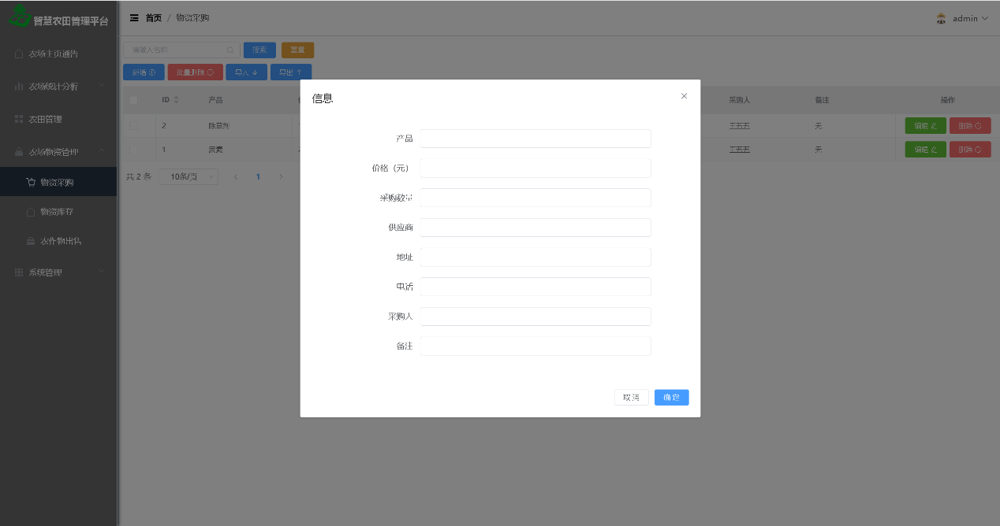 智慧农田管理平台
首页 / 物资采购
admin
农场主页通告
农场统计分析
农田管理
农场物资管理
物资采购
物资库存
农作物出售
系统管理
请输入名称
搜索
重置
新增
批量删除
导入
导出
ID
产品
采购人
备注
操作
2
除草剂
王五五
无
编辑
删除
1
尿素
王五五
无
编辑
删除
共 2 条
10条/页
1
信息
产品
价格（元）
采购数量
供应商
地址
电话
采购人
备注
取 消
确 定